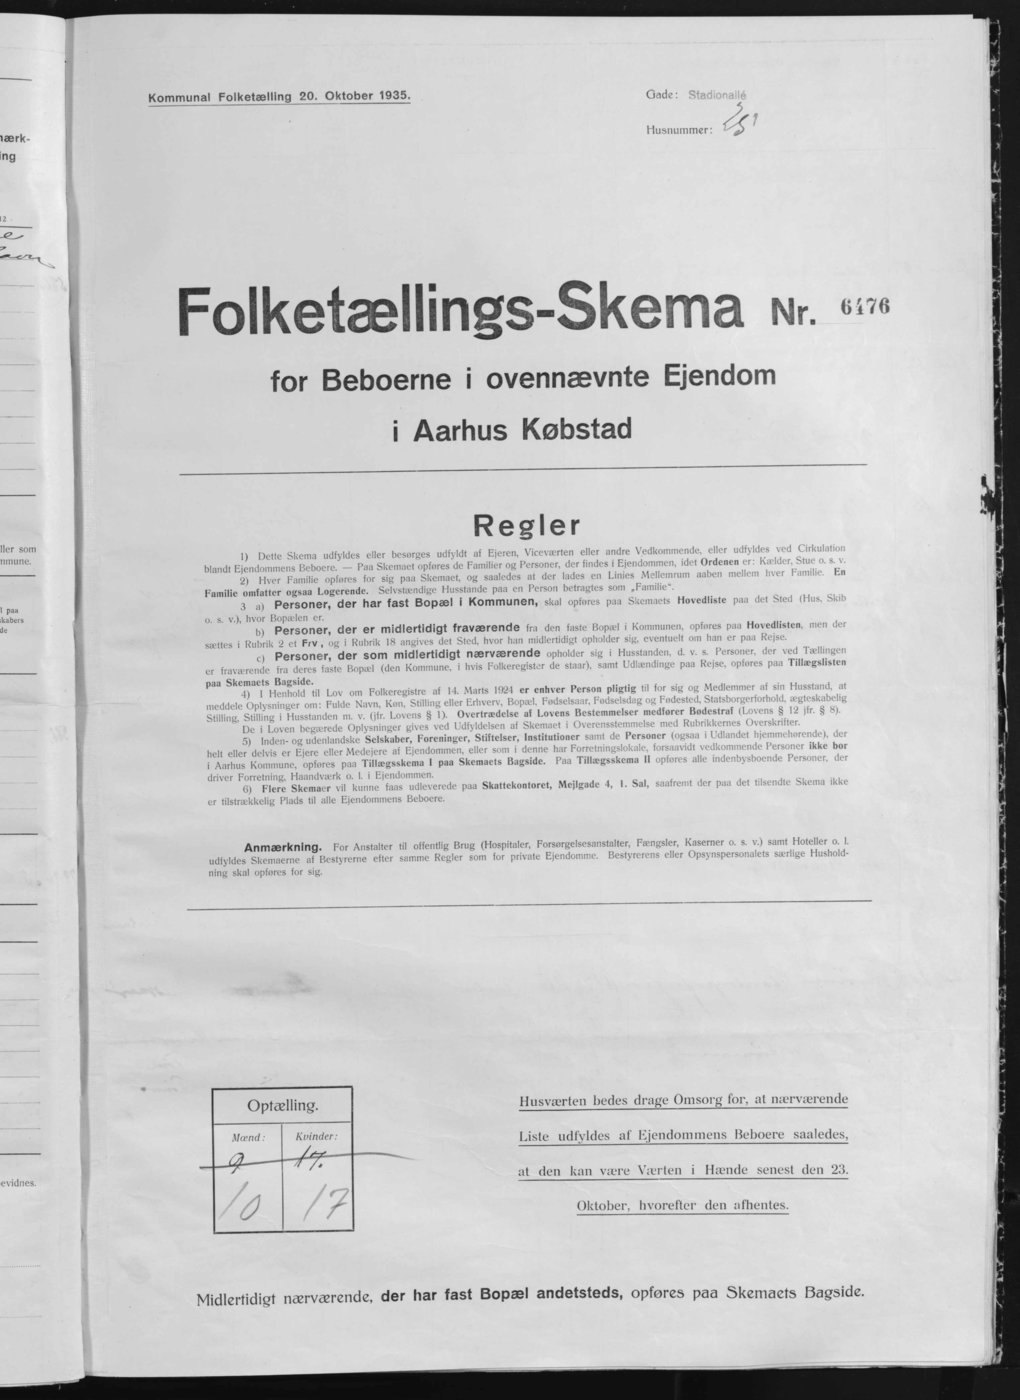 Kommunal Folketælling 20. Oktober 1935.
Gade: Stadionallé
Husnummer:
Folketællings-Skema Nr. 6476
for Beboerne i ovennævnte Ejendom
i Aarhus Købstad
Regler
1) Dette Skema udfyldes eller besørges udfyldt af Ejeren, Viceværten eller andre Vedkommende, eller udfyldes ved Cirkulation
blandt Ejendommens Beboere. — Paa Skemaet opføres de Familier og Personer, der findes i Ejendommen, idet Ordenen er: Kælder, Stue o. s. v.
2) Hver Familie opføres for sig paa Skemaet, og saaledes at der lades en Linies Mellemrum aaben mellem hver Familie. En
Familie omfatter ogsaa Logerende. Selvstændige Husstande paa en Person betragtes som „Familie“.
3 a) Personer, der har fast Bopæl i Kommunen, skal opføres paa Skemaets Hovedliste paa det Sted (Hus, Skib
o. s. v.), hvor Bopælen er.
b) Personer, der er midlertidigt fraværende fra den faste Bopæl i Kommunen, opføres paa Hovedlisten, men der
sættes i Rubrik 2 et Frv., og i Rubrik 18 angives det Sted, hvor han midlertidigt opholder sig, eventuelt om han er paa Rejse.
c) Personer, der som midlertidigt nærværende opholder sig i Husstanden, d. v. s. Personer, der ved Tællingen
er fraværende fra deres faste Bopæl (den Kommune, i hvis Folkeregister de staar), samt Udlændinge paa Rejse, opføres paa Tillægslisten
paa Skemaets Bagside.
4) I Henhold til Lov om Folkeregistre af 14. Marts 1924 er enhver Person pligtig til for sig og Medlemmer af sin Husstand, at
meddele Oplysninger om: Fulde Navn, Køn, Stilling eller Erhverv, Bopæl, Fødselsaar, Fødselsdag og Fødested, Statsborgerforhold, ægteskabelig
Stilling, Stilling i Husstanden m. v. (jfr. Lovens § 1). Overtrædelse af Lovens Bestemmelser medfører Bødestraf (Lovens § 12 jfr. § 8).
De i Loven begærede Oplysninger gives ved Udfyldelsen af Skemaet i Overensstemmelse med Rubrikkernes Overskrifter.
5) Inden- og udenlandske Selskaber, Foreninger, Stiftelser, Institutioner samt de Personer (ogsaa i Udlandet hjemmehørende), der
helt eller delvis er Ejere eller Medejere af Ejendommen, eller som i denne har Forretningslokale, forsaavidt vedkommende Personer ikke bor
i Aarhus Kommune, opføres paa Tillægsskema I paa Skemaets Bagside. Paa Tillægsskema II opføres alle indenbysboende Personer, der
driver Forretning, Haandværk o. l. i Ejendommen.
6) Flere Skemaer vil kunne faas udleverede paa Skattekontoret, Mejlgade 4, 1. Sal, saafremt der paa det tilsendte Skema ikke
er tilstrækkelig Plads til alle Ejendommens Beboere.
Anmærkning. For Anstalter til offentlig Brug (Hospitaler, Forsørgelsesanstalter, Fængsler, Kaserner o. s. v.) samt Hoteller o. l.
udfyldes Skemaerne af Bestyrerne efter samme Regler som for private Ejendomme. Bestyrerens eller Opsynspersonalets særlige Hushold-
ning skal opføres for sig.
Optælling.
Mænd: Kvinder:
9 17.
10 17
Husværten bedes drage Omsorg for, at nærværende
Liste udfyldes af Ejendommens Beboere saaledes,
at den kan være Værten i Hænde senest den 23.
Oktober, hvorefter den afhentes.
Midlertidigt nærværende, der har fast Bopæl andetsteds, opføres paa Skemaets Bagside.